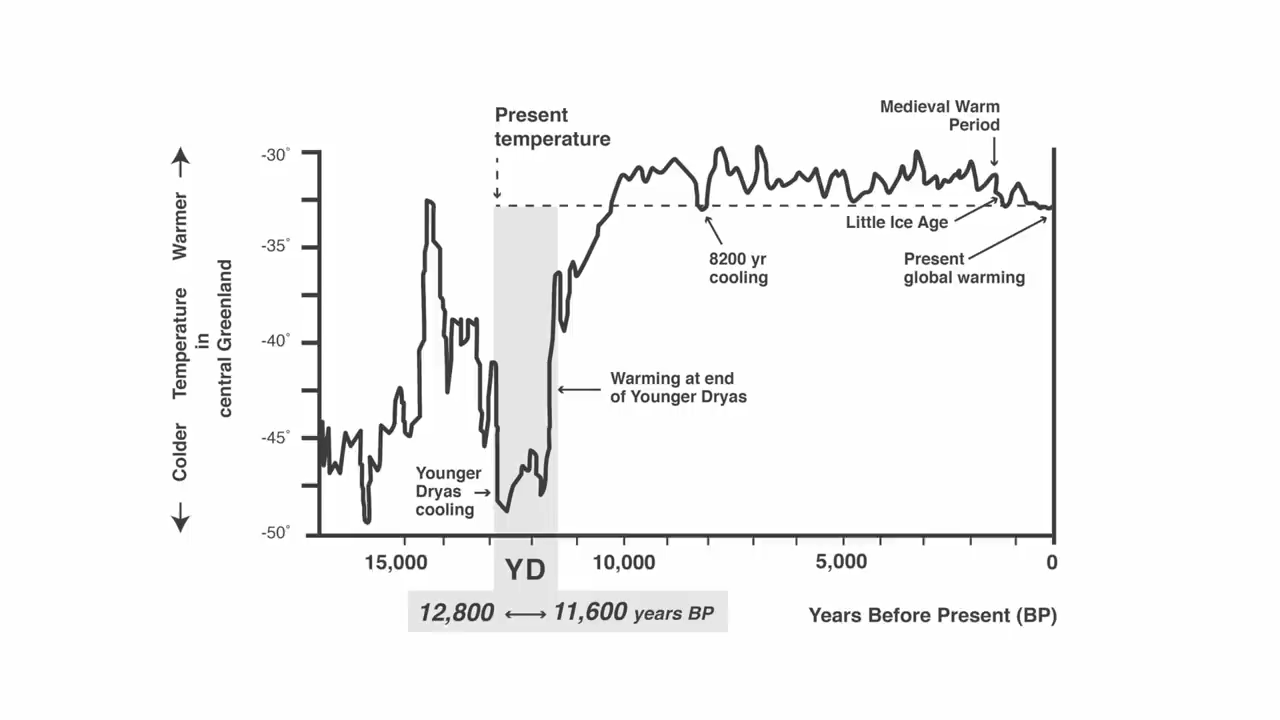 Present
temperature
Medieval Warm
Period
-30°
-35°
-40°
-45°
-50°
Colder Temperature Warmer
in
central Greenland
8200 yr
cooling
Little Ice Age
Present
global warming
Warming at end
of Younger Dryas
Younger
Dryas
cooling
15,000
YD
10,000
5,000
0
12,800 ⟷ 11,600 years BP
Years Before Present (BP)